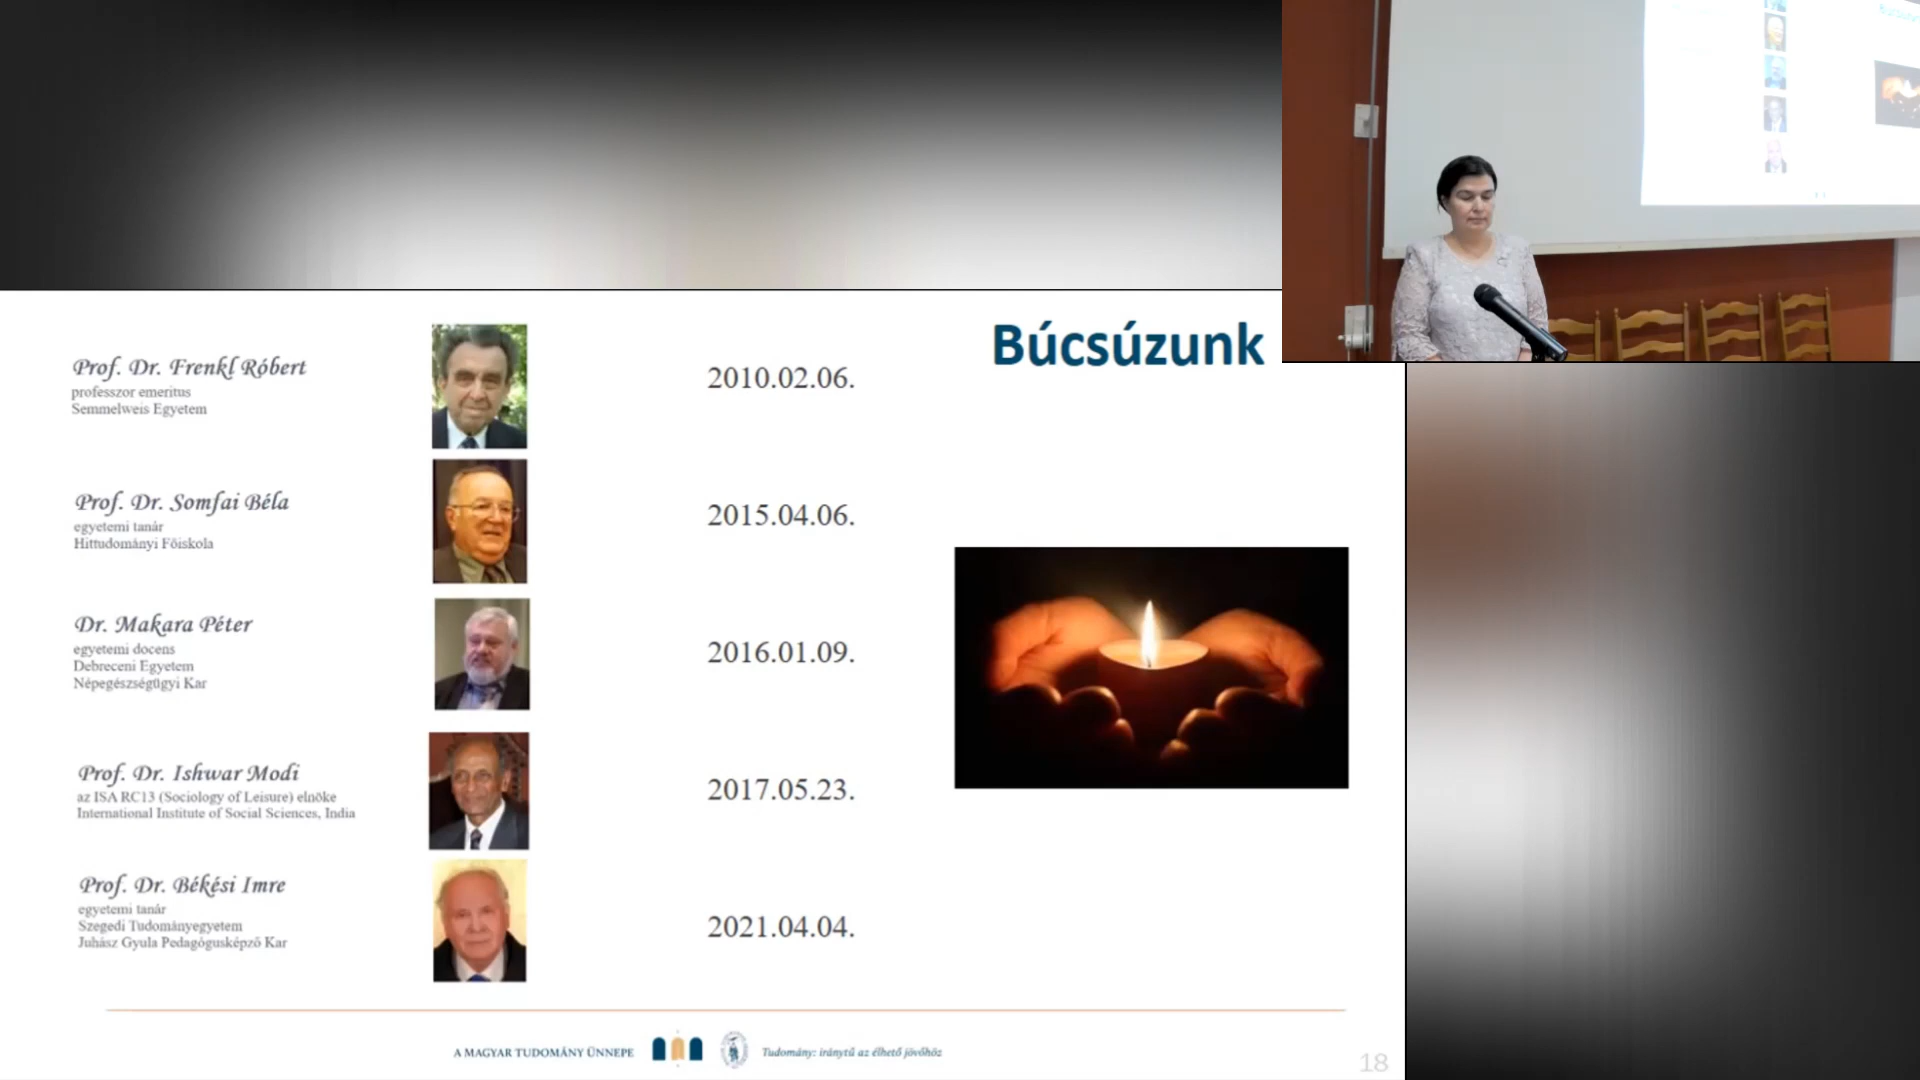 Búcsúzunk
Prof. Dr. Frenkl Róbert
professzor emeritus
Semmelweis Egyetem
2010.02.06.
Prof. Dr. Somfai Béla
egyetemi tanár
Hittudományi Főiskola
2015.04.06.
Dr. Makara Péter
egyetemi docens
Debreceni Egyetem
Népegészségügyi Kar
2016.01.09.
Prof. Dr. Ishwar Modi
az ISA RC13 (Sociology of Leisure) elnöke
International Institute of Social Sciences, India
2017.05.23.
Prof. Dr. Békési Imre
egyetemi tanár
Szegedi Tudományegyetem
Juhász Gyula Pedagógusképző Kar
2021.04.04.
A MAGYAR TUDOMÁNY ÜNNEPE
Tudomány: iránytű az élhető jövőhöz
18